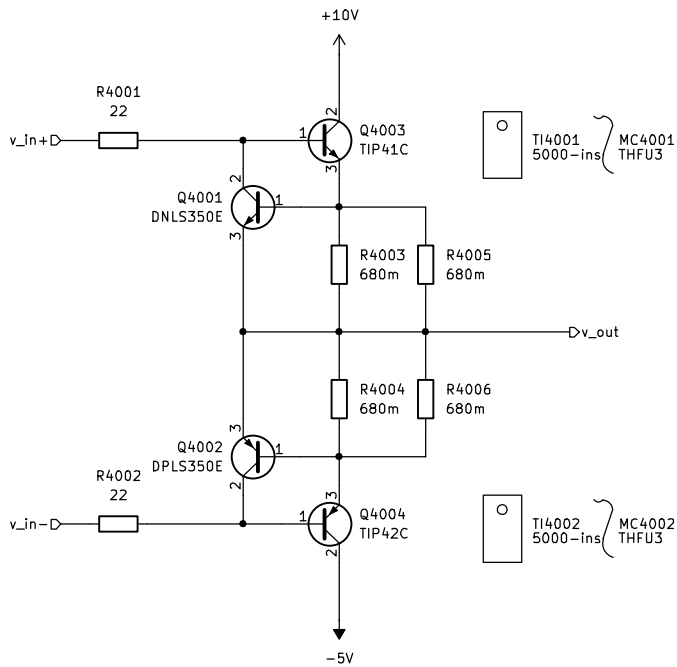 +10V
R4001
22
v_in+
1
2
3
Q4003
TIP41C
TI4001
5000-ins
MC4001
THFU3
2
Q4001
DNLS350E
1
3
R4003
680m
R4005
680m
v_out
R4004
680m
R4006
680m
3
Q4002
DPLS350E
1
2
R4002
22
v_in-
1
3
2
Q4004
TIP42C
TI4002
5000-ins
MC4002
THFU3
-5V